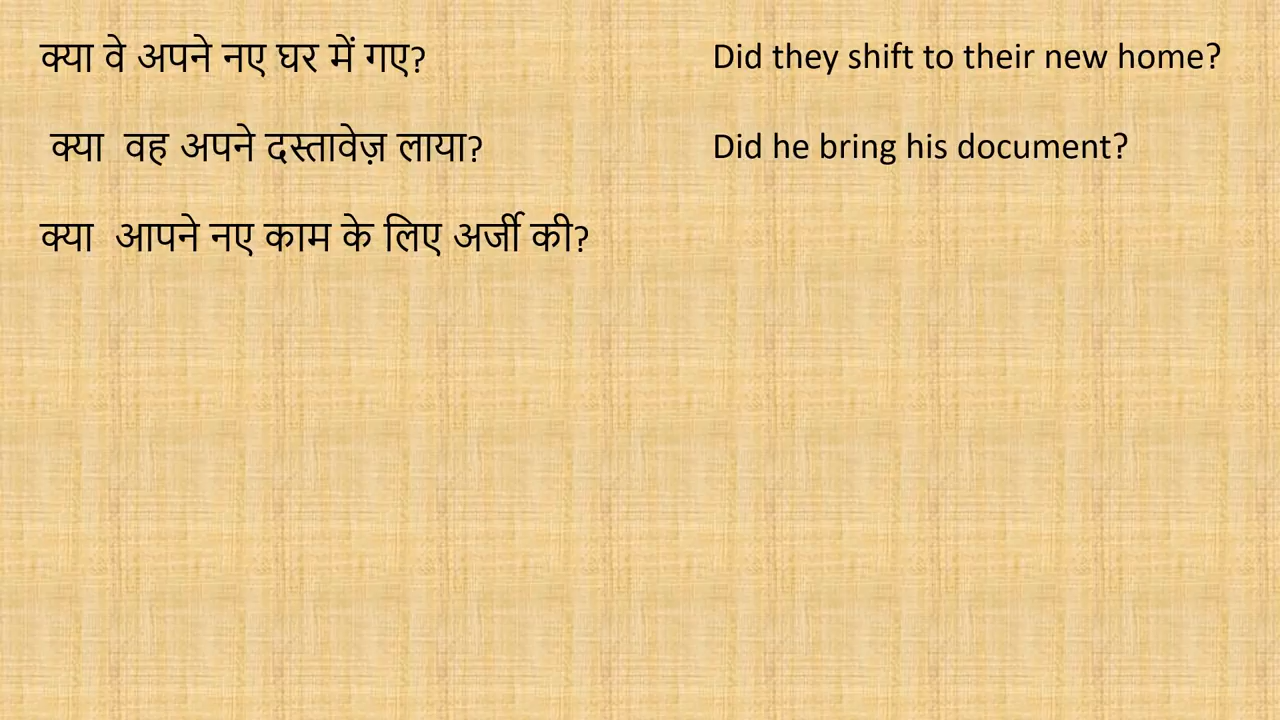 क्या वे अपने नए घर में गए? Did they shift to their new home?
क्या वह अपने दस्तावेज़ लाया? Did he bring his document?
क्या आपने नए काम के लिए अर्जी की?